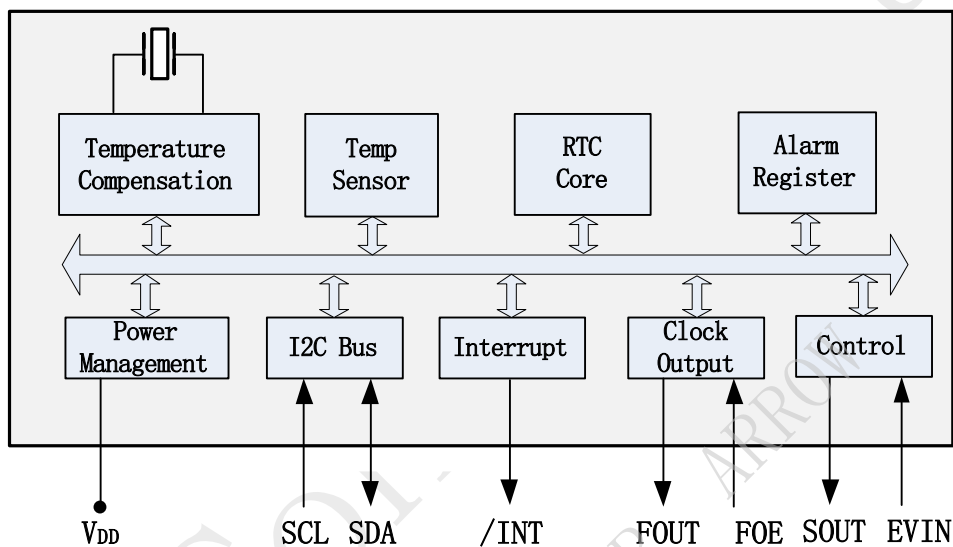 Temperature
Compensation
Temp
Sensor
RTC
Core
Alarm
Register
Power
Management
I2C Bus
Interrupt
Clock
Output
Control
VDD
SCL SDA /INT FOUT FOE SOUT EVIN
ARROW